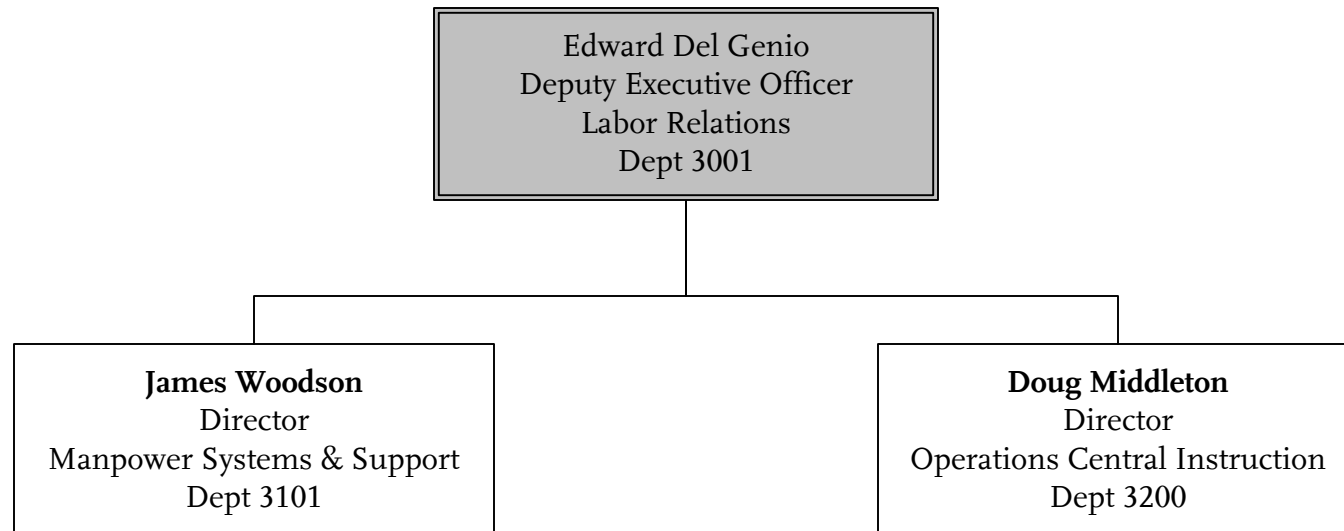 Edward Del Genio
Deputy Executive Officer
Labor Relations
Dept 3001
James Woodson
Director
Manpower Systems & Support
Dept 3101
Doug Middleton
Director
Operations Central Instruction
Dept 3200